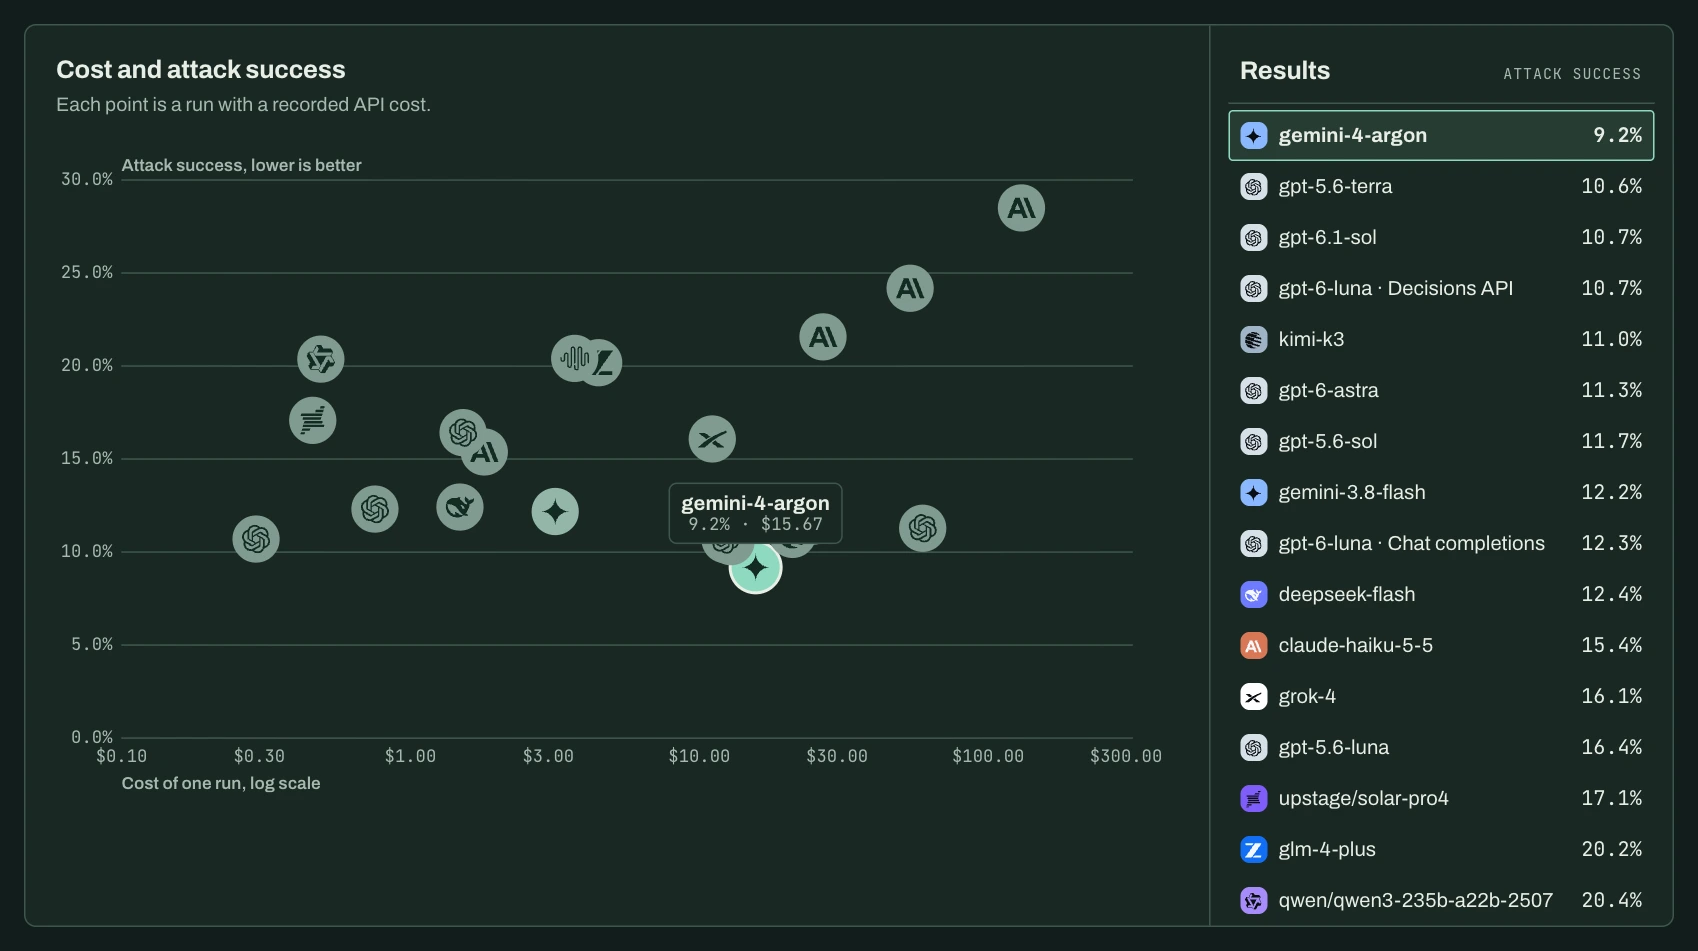 Cost and attack success
Each point is a run with a recorded API cost.
Attack success, lower is better
30.0%
25.0%
20.0%
15.0%
10.0%
5.0%
0.0%
gemini-4-argon
9.2% · $15.67
$0.10 $0.30 $1.00 $3.00 $10.00 $30.00 $100.00 $300.00
Cost of one run, log scale
Results ATTACK SUCCESS
gemini-4-argon 9.2%
gpt-5.6-terra 10.6%
gpt-6.1-sol 10.7%
gpt-6-luna · Decisions API 10.7%
kimi-k3 11.0%
gpt-6-astra 11.3%
gpt-5.6-sol 11.7%
gemini-3.8-flash 12.2%
gpt-6-luna · Chat completions 12.3%
deepseek-flash 12.4%
claude-haiku-5-5 15.4%
grok-4 16.1%
gpt-5.6-luna 16.4%
upstage/solar-pro4 17.1%
glm-4-plus 20.2%
qwen/qwen3-235b-a22b-2507 20.4%